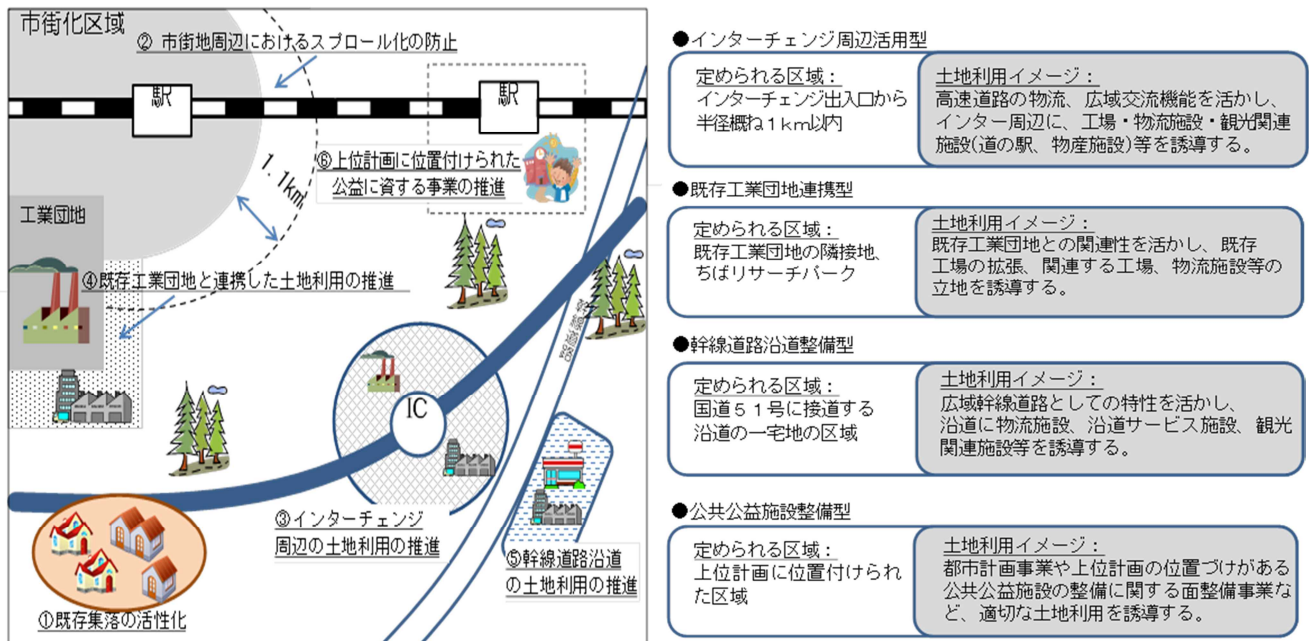 市街化区域
② 市街地周辺におけるスプロール化の防止
駅
駅
1.1km
⑥上位計画に位置付けられた
公益に資する事業の推進
工業団地
④既存工業団地と連携した土地利用の推進
IC
③インターチェンジ
周辺の土地利用の推進
⑤幹線道路沿道
の土地利用の推進
①既存集落の活性化
●インターチェンジ周辺活用型
定められる区域：
インターチェンジ出入口から
半径概ね１ｋｍ以内
土地利用イメージ：
高速道路の物流、広域交流機能を活かし、
インター周辺に、工場・物流施設・観光関連
施設(道の駅、物産施設)等を誘導する。
●既存工業団地連携型
定められる区域：
既存工業団地の隣接地、
ちばリサーチパーク
土地利用イメージ：
既存工業団地との関連性を活かし、既存
工場の拡張、関連する工場、物流施設等の
立地を誘導する。
●幹線道路沿道整備型
定められる区域：
国道５１号に接道する
沿道の一宅地の区域
土地利用イメージ：
広域幹線道路としての特性を活かし、
沿道に物流施設、沿道サービス施設、観光
関連施設等を誘導する。
●公共公益施設整備型
定められる区域：
上位計画に位置付けられ
た区域
土地利用イメージ：
都市計画事業や上位計画の位置づけがある
公共公益施設の整備に関する面整備事業な
ど、適切な土地利用を誘導する。